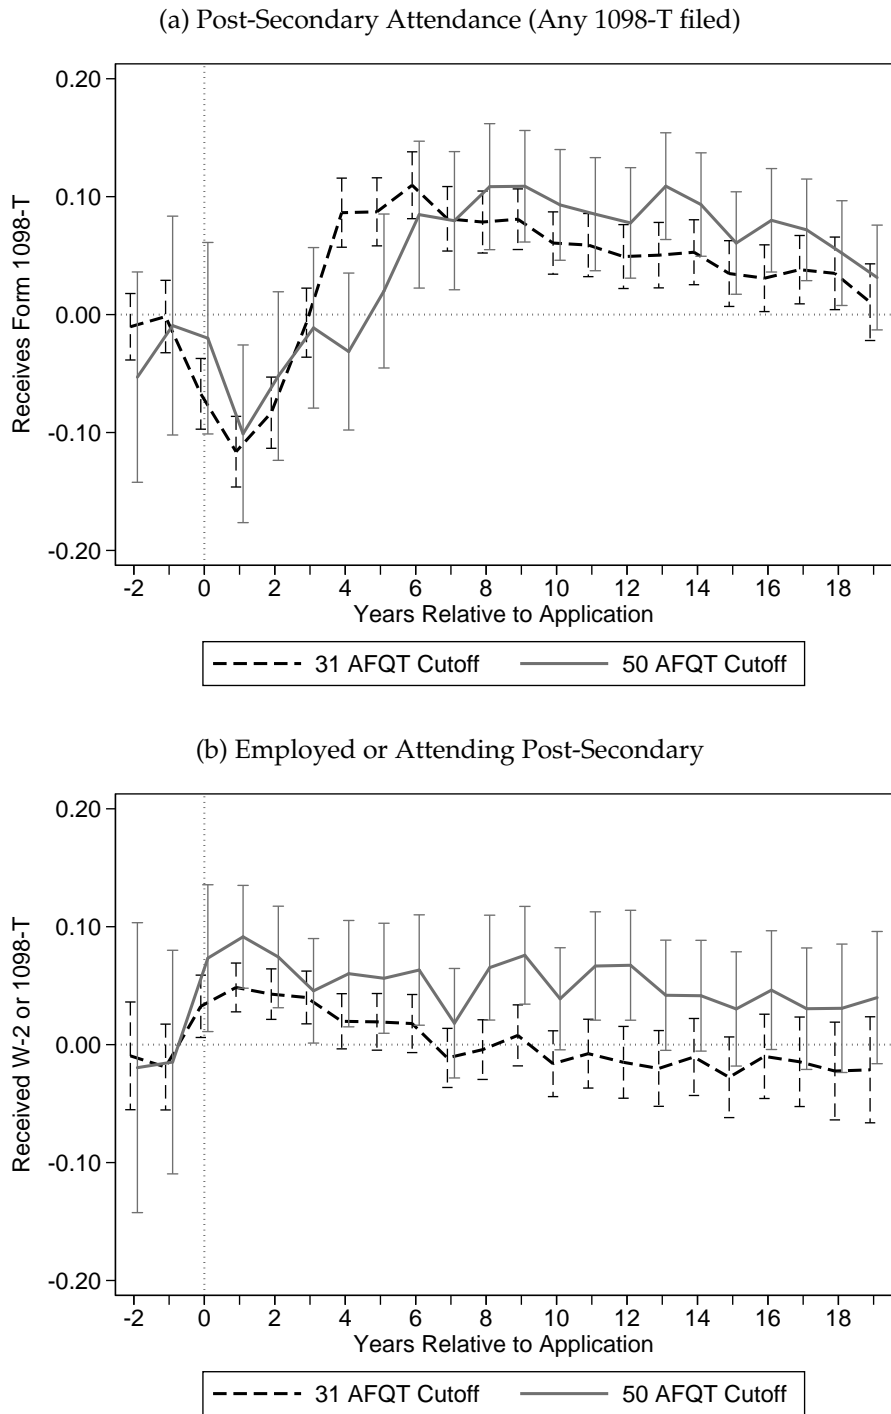 (a) Post-Secondary Attendance (Any 1098-T filed)
0.20
0.10
0.00
-0.10
-0.20
Receives Form 1098-T
-2 0 2 4 6 8 10 12 14 16 18
Years Relative to Application
31 AFQT Cutoff 50 AFQT Cutoff
(b) Employed or Attending Post-Secondary
0.20
0.10
0.00
-0.10
-0.20
Received W-2 or 1098-T
-2 0 2 4 6 8 10 12 14 16 18
Years Relative to Application
31 AFQT Cutoff 50 AFQT Cutoff